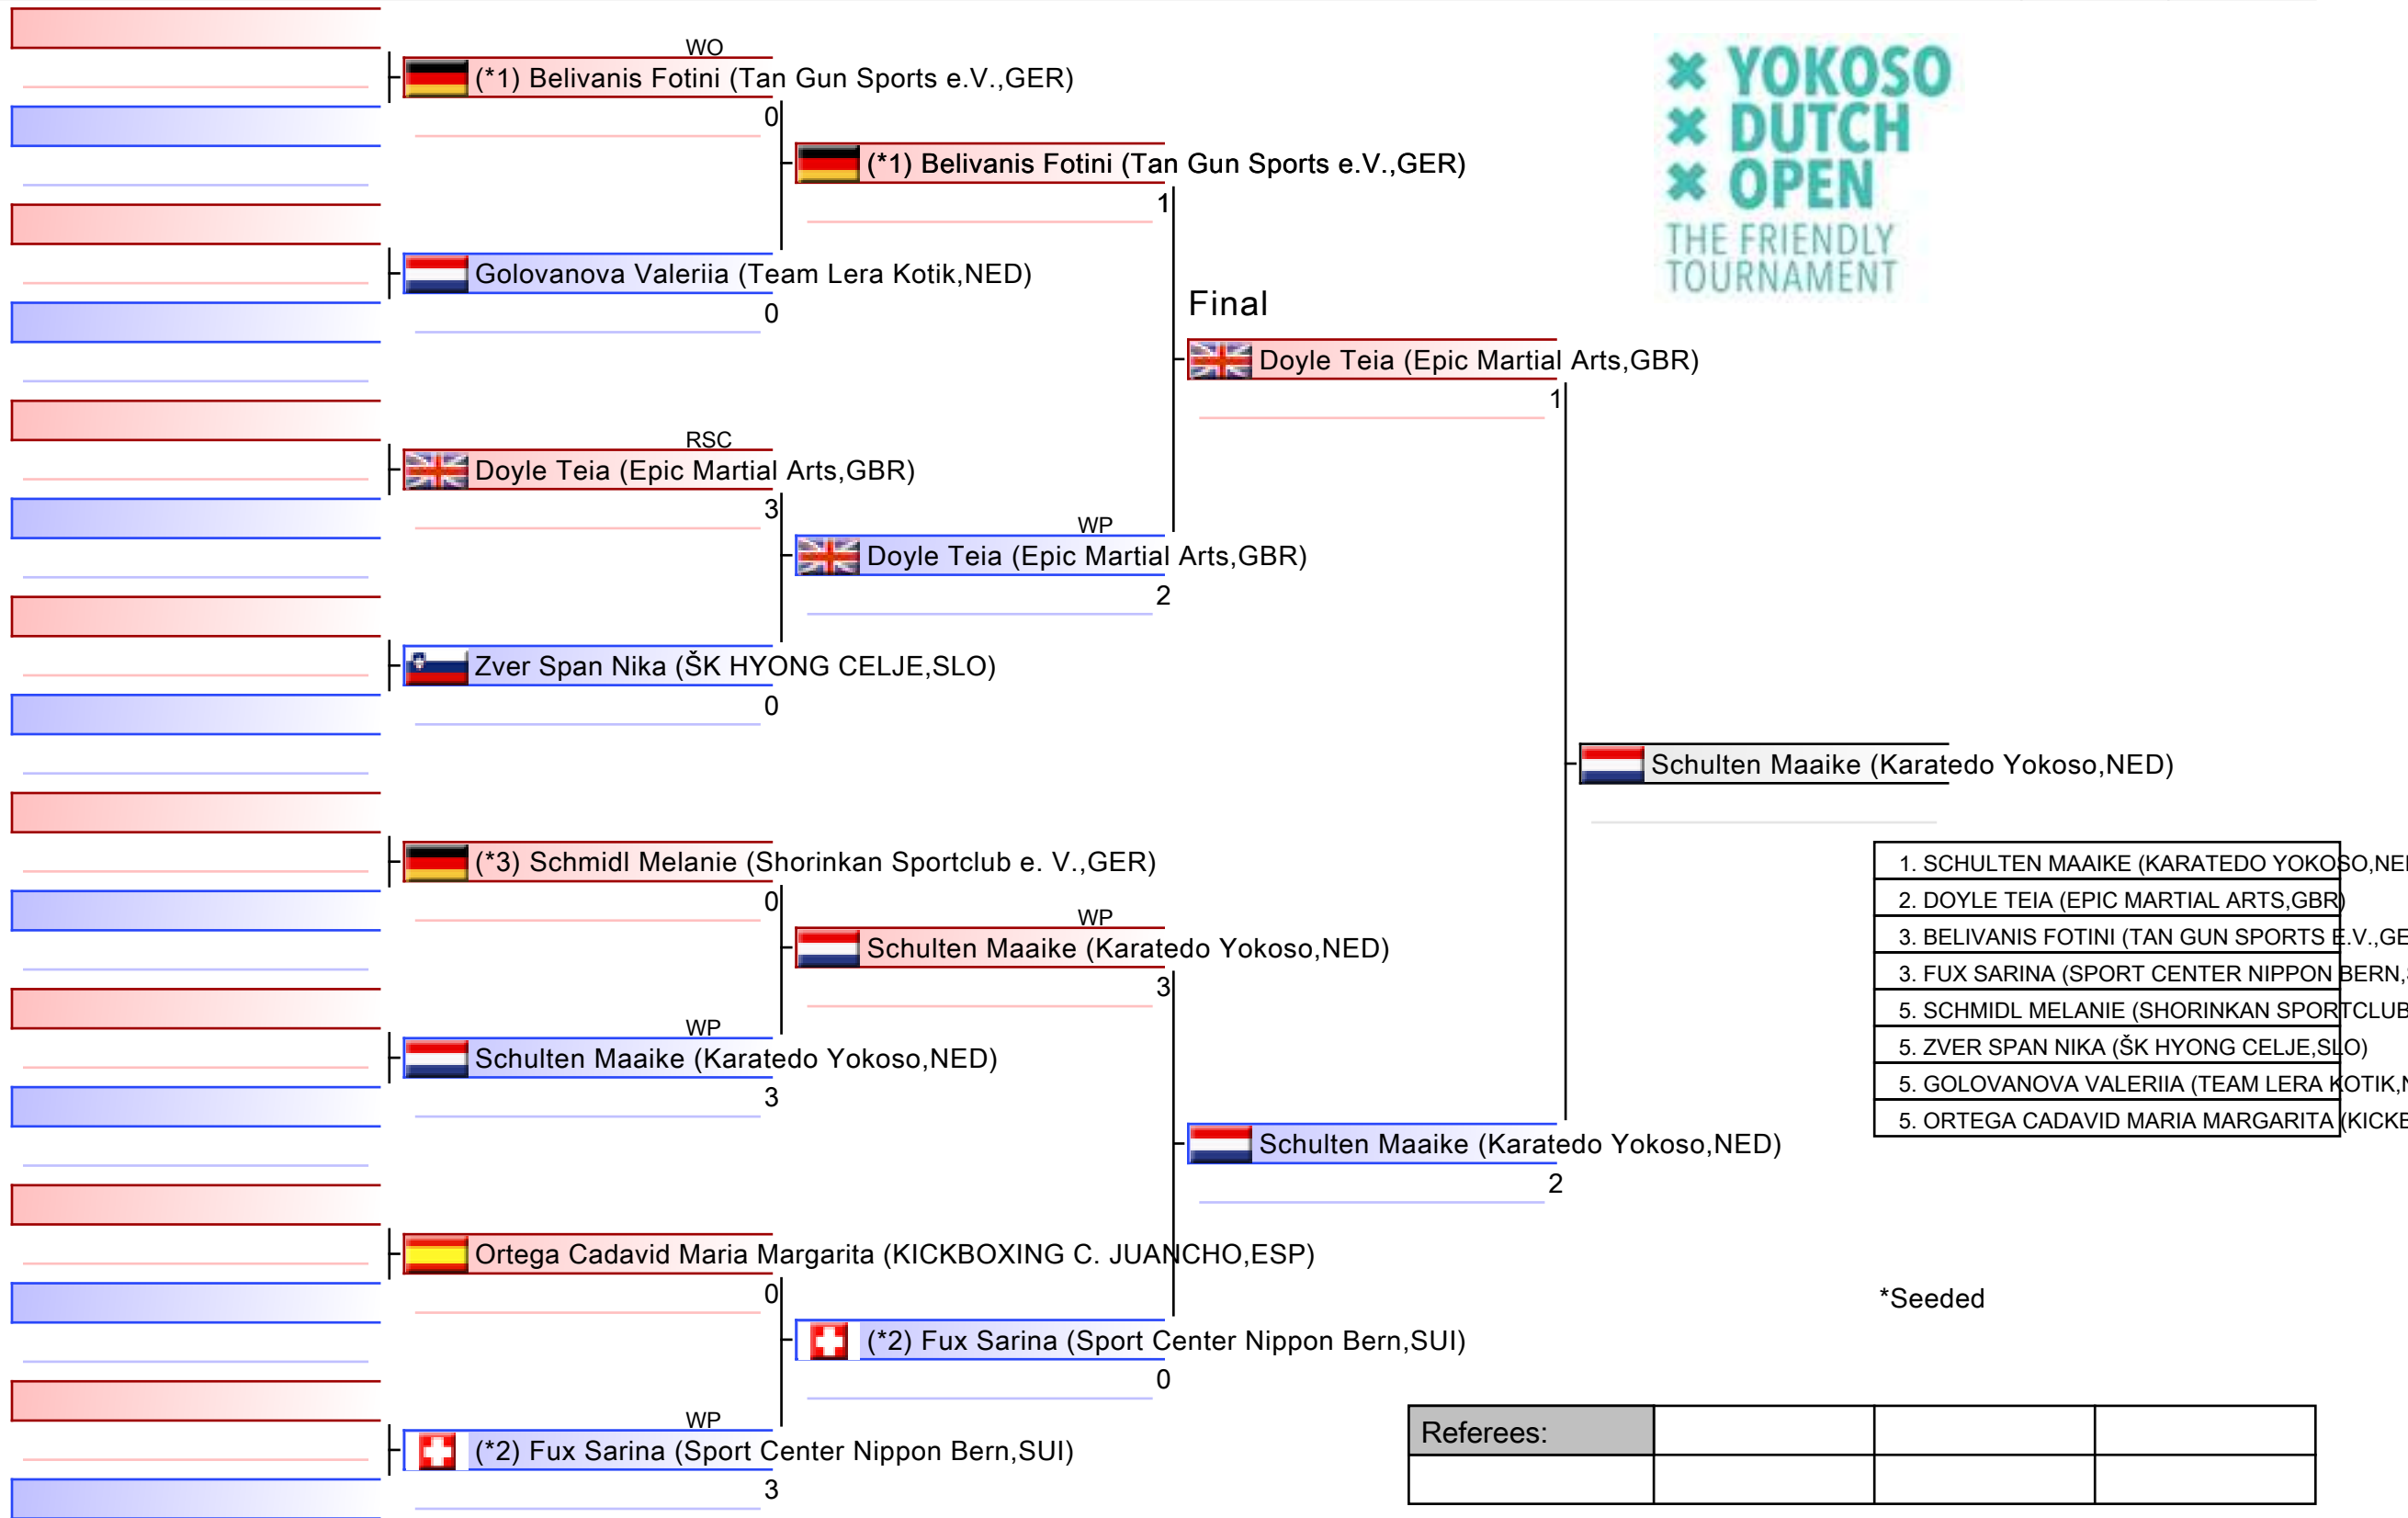 WO
(*1) Belivanis Fotini (Tan Gun Sports e.V.,GER)
0
Golovanova Valeriia (Team Lera Kotik,NED)
0
RSC
Doyle Teia (Epic Martial Arts,GBR)
3
Zver Span Nika (ŠK HYONG CELJE,SLO)
0
(*3) Schmidl Melanie (Shorinkan Sportclub e. V.,GER)
0
WP
Schulten Maaike (Karatedo Yokoso,NED)
3
Ortega Cadavid Maria Margarita (KICKBOXING C. JUANCHO,ESP)
0
WP
(*2) Fux Sarina (Sport Center Nippon Bern,SUI)
3
(*1) Belivanis Fotini (Tan Gun Sports e.V.,GER)
1
WP
Doyle Teia (Epic Martial Arts,GBR)
2
WP
Schulten Maaike (Karatedo Yokoso,NED)
3
(*2) Fux Sarina (Sport Center Nippon Bern,SUI)
0
Final
Doyle Teia (Epic Martial Arts,GBR)
1
Schulten Maaike (Karatedo Yokoso,NED)
2
Schulten Maaike (Karatedo Yokoso,NED)
YOKOSO
DUTCH
OPEN
THE FRIENDLY
TOURNAMENT
1. SCHULTEN MAAIKE (KARATEDO YOKOSO,NE
2. DOYLE TEIA (EPIC MARTIAL ARTS,GBR)
3. BELIVANIS FOTINI (TAN GUN SPORTS E.V.,GE
3. FUX SARINA (SPORT CENTER NIPPON BERN,
5. SCHMIDL MELANIE (SHORINKAN SPORTCLUB
5. ZVER SPAN NIKA (ŠK HYONG CELJE,SLO)
5. GOLOVANOVA VALERIIA (TEAM LERA KOTIK,
5. ORTEGA CADAVID MARIA MARGARITA (KICK
*Seeded
Referees: